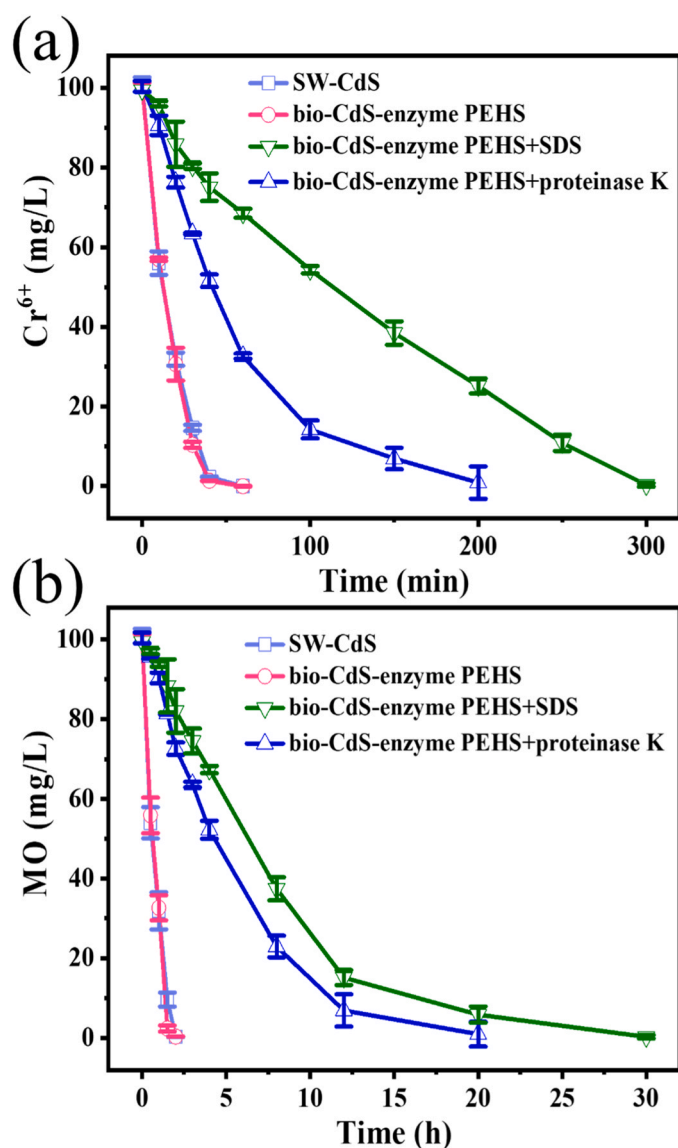 (a)
SW-CdS
bio-CdS-enzyme PEHS
bio-CdS-enzyme PEHS+SDS
bio-CdS-enzyme PEHS+proteinase K
100
80
60
40
20
0
Cr⁶⁺ (mg/L)
0 100 200 300
Time (min)
(b)
SW-CdS
bio-CdS-enzyme PEHS
bio-CdS-enzyme PEHS+SDS
bio-CdS-enzyme PEHS+proteinase K
100
80
60
40
20
0
MO (mg/L)
0 5 10 15 20 25 30
Time (h)